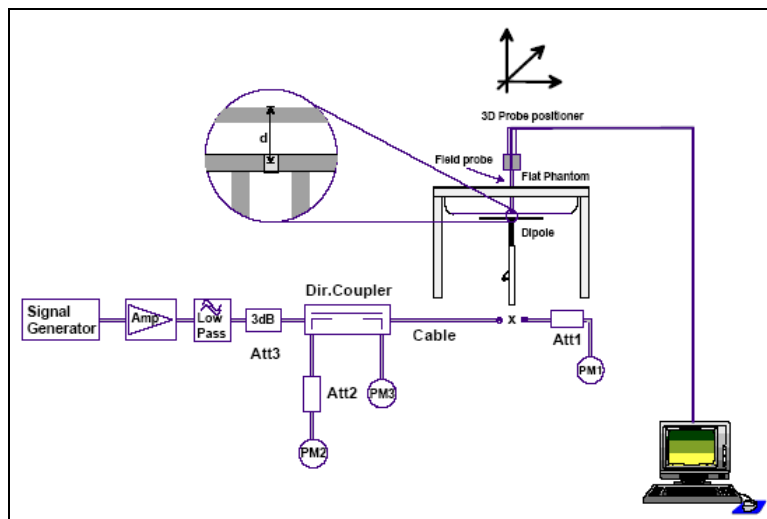 3D Probe positioner
d
Field probe
Flat Phantom
Dipole
Dir.Coupler
Signal
Generator
Amp
Low
Pass
3dB
Cable
x
Att1
Att3
PM1
Att2
PM3
PM2